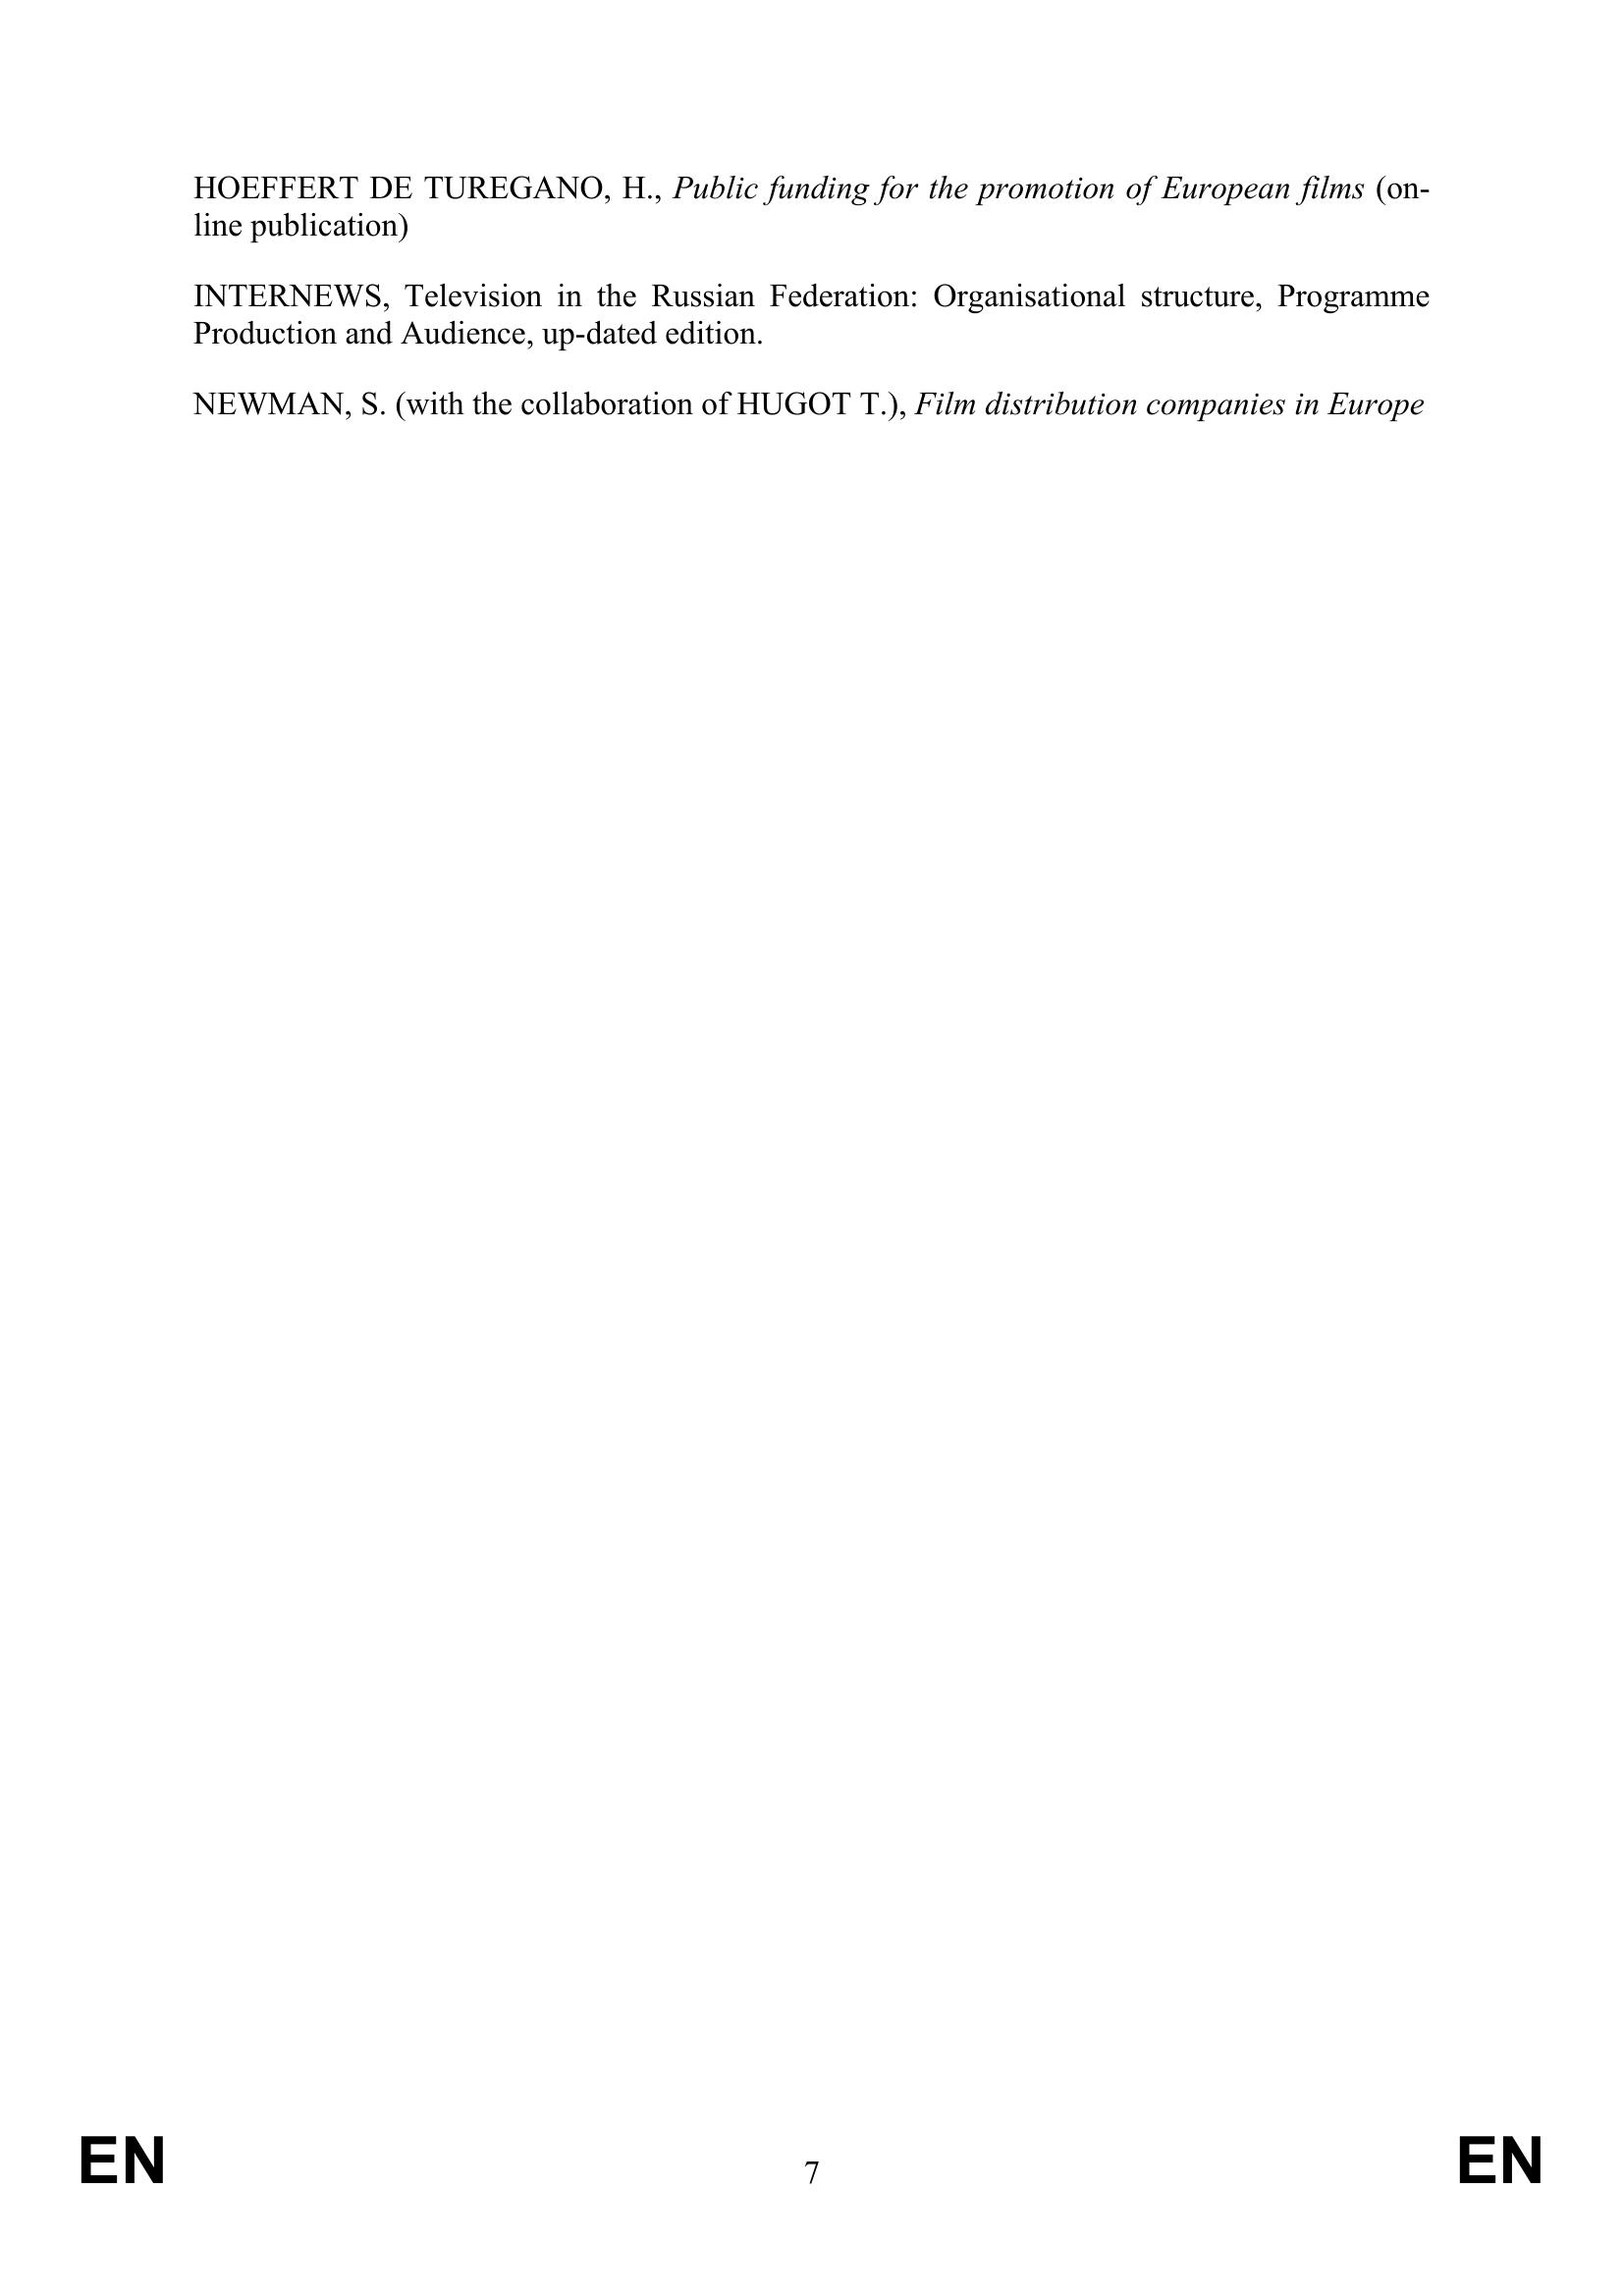 HOEFFERT DE TUREGANO, H., Public funding for the promotion of European films (on-
line publication)
INTERNEWS, Television in the Russian Federation: Organisational structure, Programme
Production and Audience, up-dated edition.
NEWMAN, S. (with the collaboration of HUGOT T.), Film distribution companies in Europe
EN 7 EN